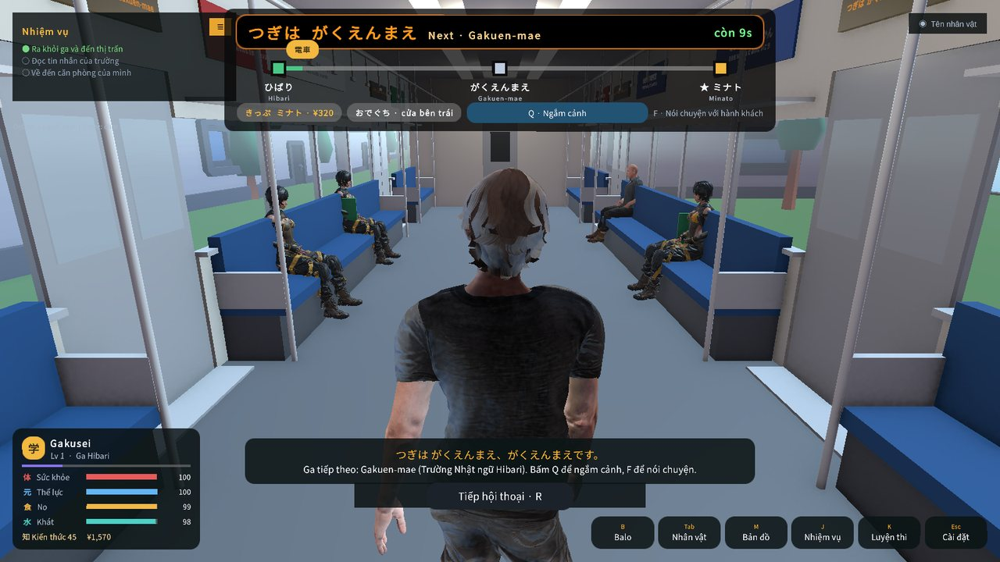 Nhiệm vụ
Ra khỏi ga và đến thị trấn
Đọc tin nhắn của trường
Về đến căn phòng của mình
つぎは がくえんまえ Next · Gakuen-mae
còn 9s
電車
ひばり
Hibari
がくえんまえ
Gakuen-mae
★ ミナト
Minato
きっぷ ミナト · ¥320
おでぐち · cửa bên trái
Q · Ngắm cảnh
F · Nói chuyện với hành khách
Tên nhân vật
学
Gakusei
Lv 1 · Ga Hibari
体 Sức khỏe 100
元 Thể lực 100
食 No 99
水 Khát 98
知 Kiến thức 45 ¥1,570
つぎは がくえんまえ、がくえんまえです。
Ga tiếp theo: Gakuen-mae (Trường Nhật ngữ Hibari). Bấm Q để ngắm cảnh, F để nói chuyện.
Tiếp hội thoại · R
B
Balo
Tab
Nhân vật
M
Bản đồ
J
Nhiệm vụ
K
Luyện thi
Esc
Cài đặt